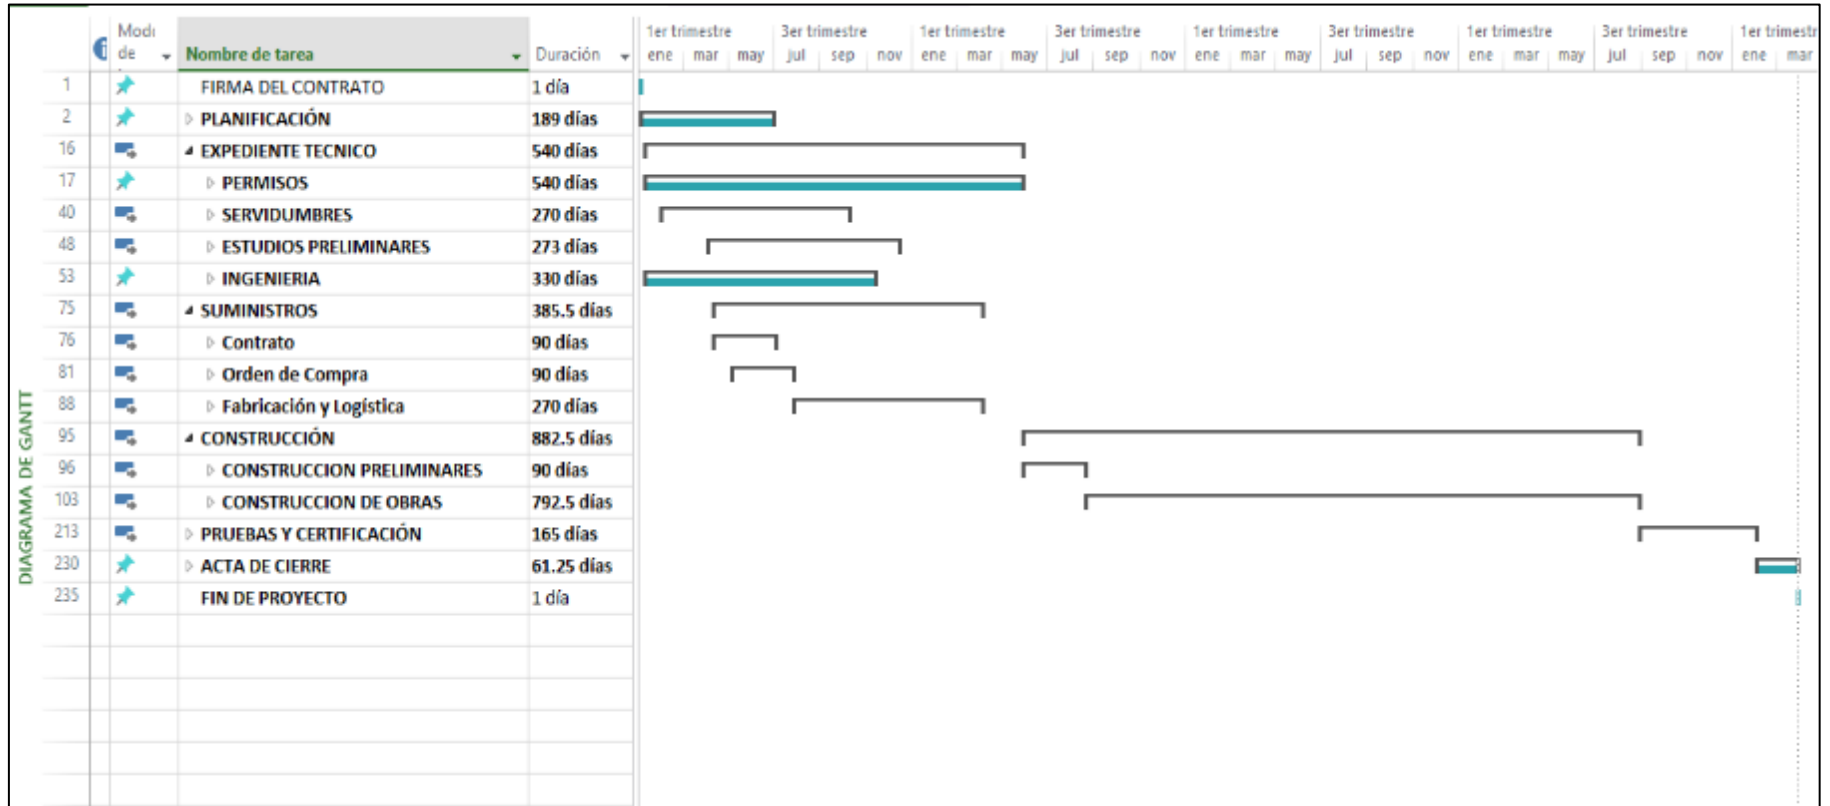 1er trimestre 3er trimestre 1er trimestre 3er trimestre 1er trimestre 3er trimestre 1er trimestre 3er trimestre 1er trimestr
Modo
de Nombre de tarea Duración ene mar may jul sep nov ene mar may jul sep nov ene mar may jul sep nov ene mar may jul sep nov ene mar
1 FIRMA DEL CONTRATO 1 día
2 PLANIFICACIÓN 189 días
16 EXPEDIENTE TECNICO 540 días
17 PERMISOS 540 días
40 SERVIDUMBRES 270 días
48 ESTUDIOS PRELIMINARES 273 días
53 INGENIERIA 330 días
75 SUMINISTROS 385.5 días
76 Contrato 90 días
81 Orden de Compra 90 días
88 Fabricación y Logística 270 días
95 CONSTRUCCIÓN 882.5 días
96 CONSTRUCCION PRELIMINARES 90 días
103 CONSTRUCCION DE OBRAS 792.5 días
213 PRUEBAS Y CERTIFICACIÓN 165 días
230 ACTA DE CIERRE 61.25 días
235 FIN DE PROYECTO 1 día
DIAGRAMA DE GANTT